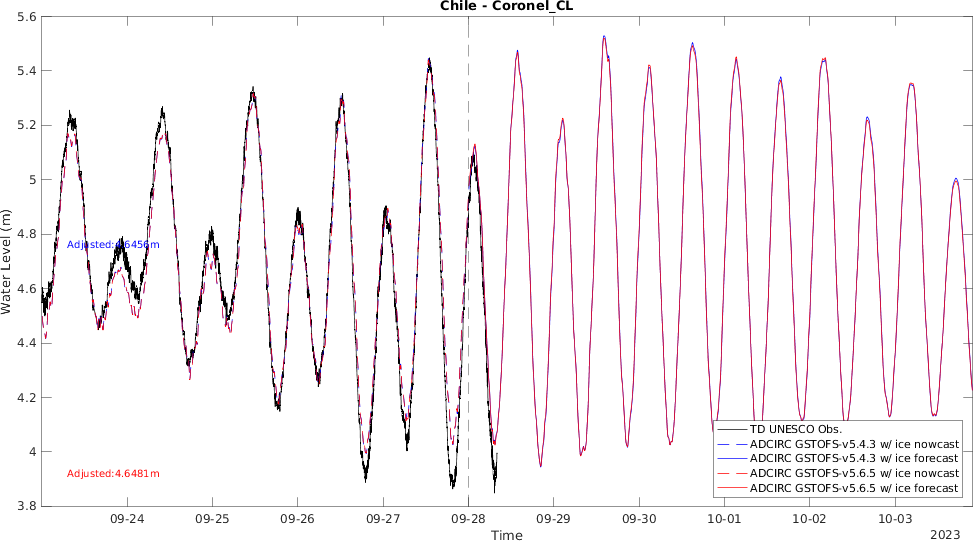 Chile - Coronel_CL
5.6
5.4
5.2
5
4.8
4.6
4.4
4.2
4
3.8
Water Level (m)
Adjusted:4.6456m
Adjusted:4.6481m
TD UNESCO Obs.
ADCIRC GSTOFS-v5.4.3 w/ ice nowcast
ADCIRC GSTOFS-v5.4.3 w/ ice forecast
ADCIRC GSTOFS-v5.6.5 w/ ice nowcast
ADCIRC GSTOFS-v5.6.5 w/ ice forecast
09-24 09-25 09-26 09-27 09-28 09-29 09-30 10-01 10-02 10-03
Time
2023